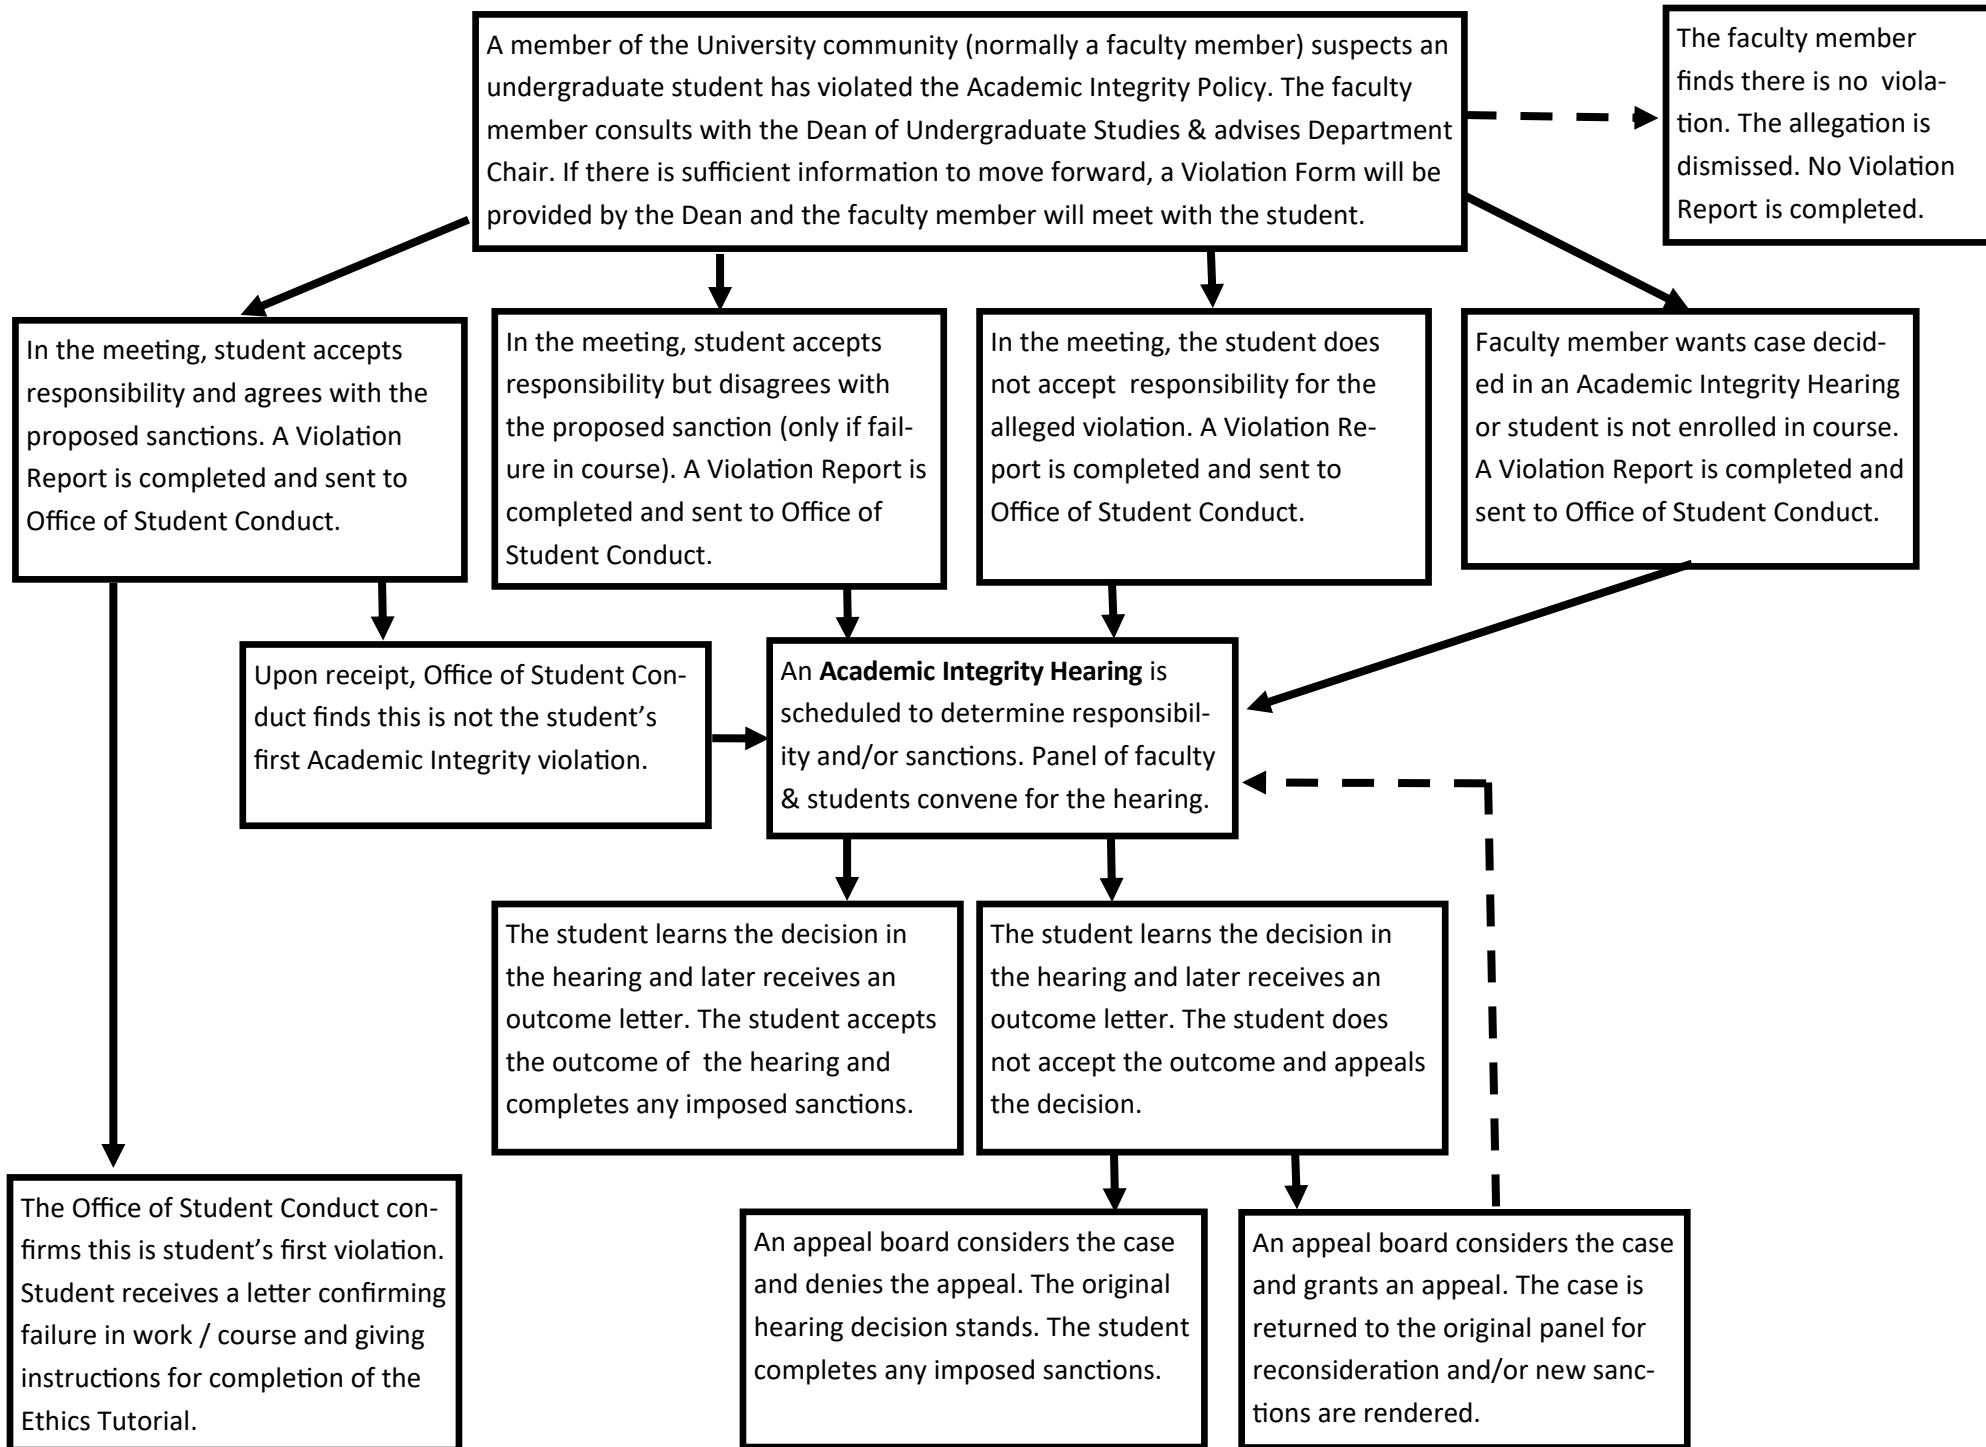 A member of the University community (normally a faculty member) suspects an
undergraduate student has violated the Academic Integrity Policy. The faculty
member consults with the Dean of Undergraduate Studies & advises Department
Chair. If there is sufficient information to move forward, a Violation Form will be
provided by the Dean and the faculty member will meet with the student.
The faculty member
finds there is no  viola-
tion. The allegation is
dismissed. No Violation
Report is completed.
In the meeting, student accepts
responsibility and agrees with the
proposed sanctions. A Violation
Report is completed and sent to
Office of Student Conduct.
In the meeting, student accepts
responsibility but disagrees with
the proposed sanction (only if fail-
ure in course). A Violation Report is
completed and sent to Office of
Student Conduct.
In the meeting, the student does
not accept  responsibility for the
alleged violation. A Violation Re-
port is completed and sent to
Office of Student Conduct.
Faculty member wants case decid-
ed in an Academic Integrity Hearing
or student is not enrolled in course.
A Violation Report is completed and
sent to Office of Student Conduct.
Upon receipt, Office of Student Con-
duct finds this is not the student’s
first Academic Integrity violation.
An Academic Integrity Hearing is
scheduled to determine responsibil-
ity and/or sanctions. Panel of faculty
& students convene for the hearing.
The student learns the decision in
the hearing and later receives an
outcome letter. The student accepts
the outcome of  the hearing and
completes any imposed sanctions.
The student learns the decision in
the hearing and later receives an
outcome letter. The student does
not accept the outcome and appeals
the decision.
The Office of Student Conduct con-
firms this is student’s first violation.
Student receives a letter confirming
failure in work / course and giving
instructions for completion of the
Ethics Tutorial.
An appeal board considers the case
and denies the appeal. The original
hearing decision stands. The student
completes any imposed sanctions.
An appeal board considers the case
and grants an appeal. The case is
returned to the original panel for
reconsideration and/or new sanc-
tions are rendered.